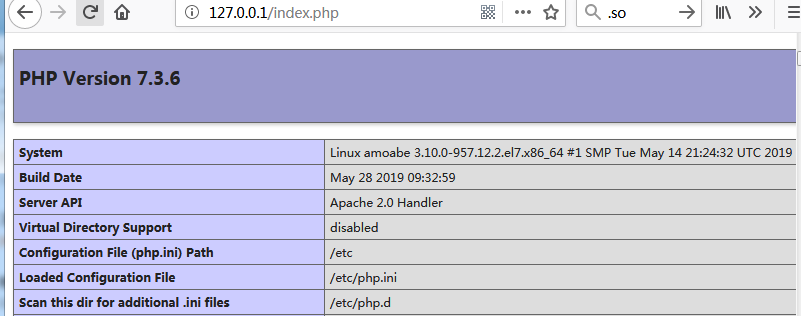 127.0.0.1/index.php
.so
PHP Version 7.3.6
System Linux amoabe 3.10.0-957.12.2.el7.x86_64 #1 SMP Tue May 14 21:24:32 UTC 2019
Build Date May 28 2019 09:32:59
Server API Apache 2.0 Handler
Virtual Directory Support disabled
Configuration File (php.ini) Path /etc
Loaded Configuration File /etc/php.ini
Scan this dir for additional .ini files /etc/php.d